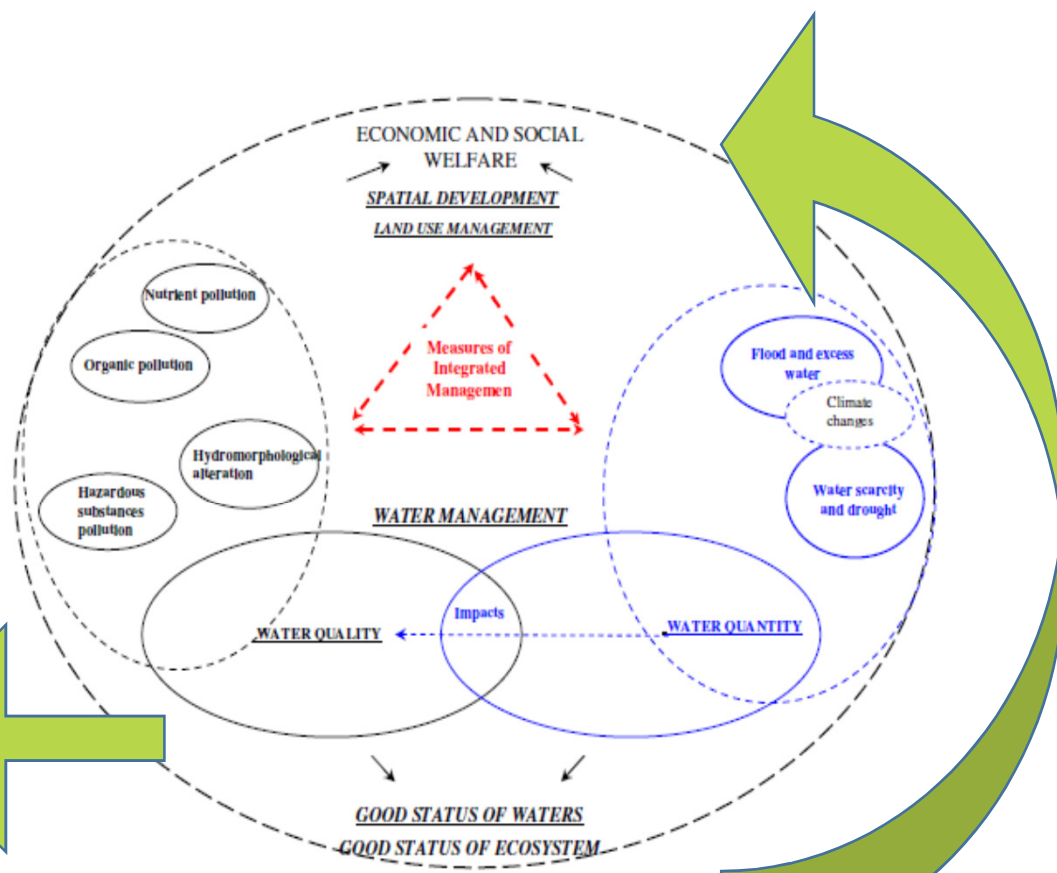 ECONOMIC AND SOCIAL
WELFARE
SPATIAL DEVELOPMENT
LAND USE MANAGEMENT
Nutrient pollution
Organic pollution
Hydromorphological
alteration
Hazardous
substances
pollution
Measures of
Integrated
Managemen
Flood and excess
water
Climate
changes
Water scarcity
and drought
WATER MANAGEMENT
Impacts
WATER QUALITY
WATER QUANTITY
GOOD STATUS OF WATERS
GOOD STATUS OF ECOSYSTEM